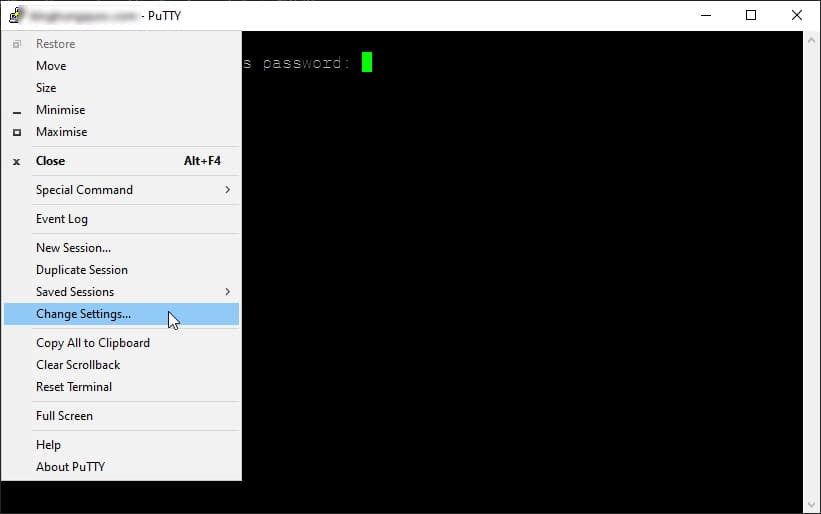 - PuTTY
Restore
s password:
Move
Size
Minimise
Maximise
Close Alt+F4
Special Command
Event Log
New Session...
Duplicate Session
Saved Sessions
Change Settings...
Copy All to Clipboard
Clear Scrollback
Reset Terminal
Full Screen
Help
About PuTTY